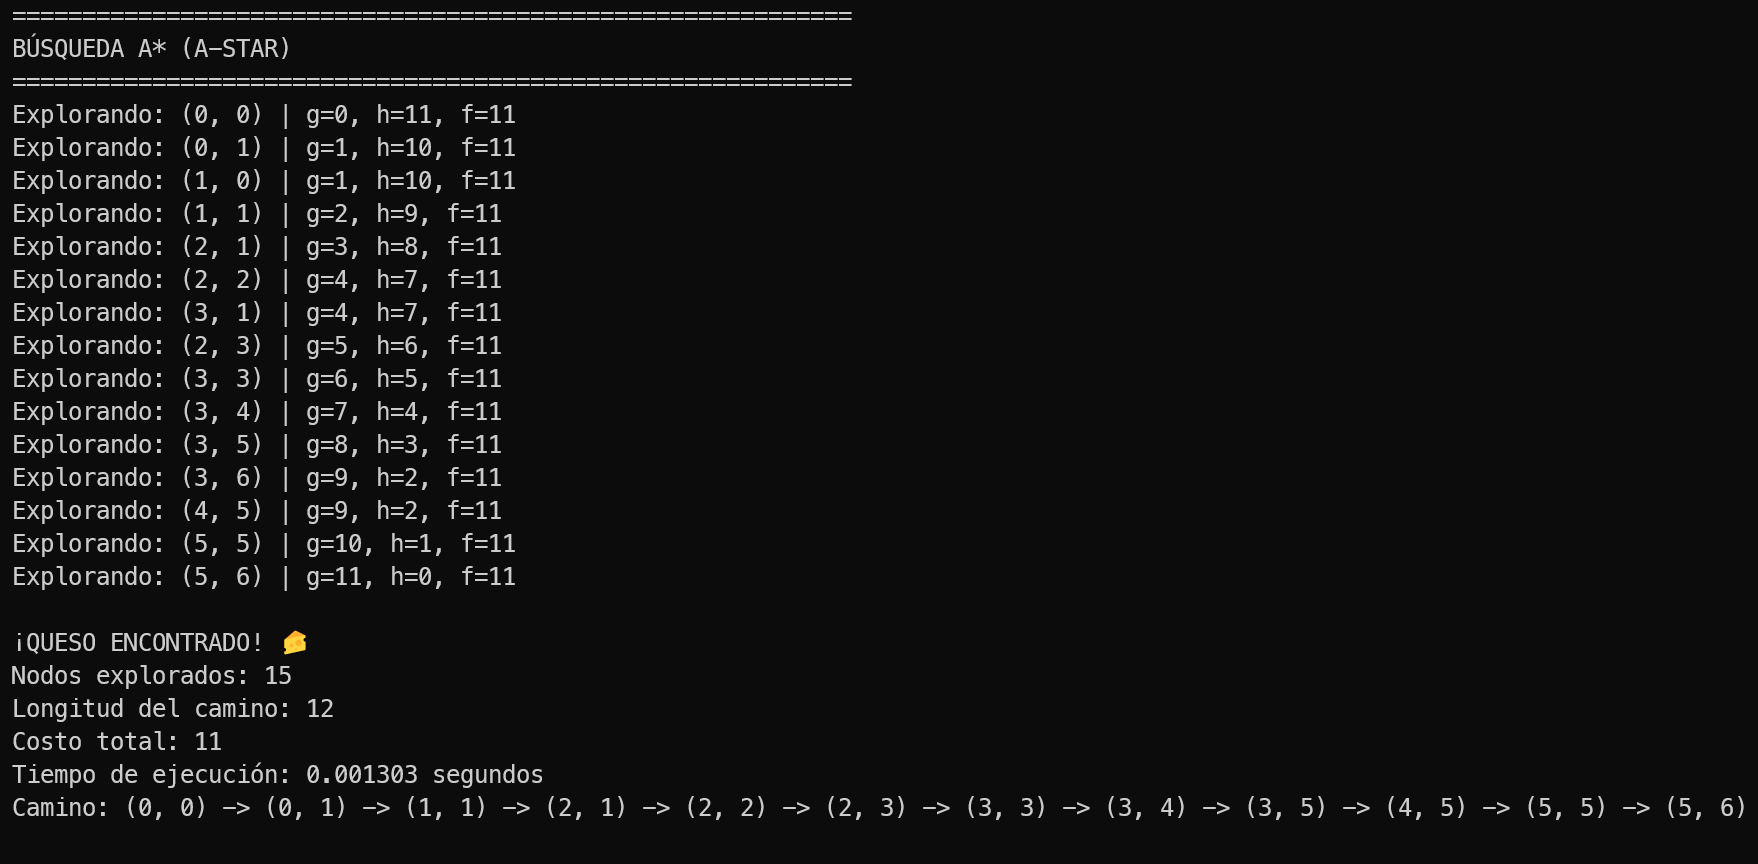 ============================================================
BÚSQUEDA A* (A-STAR)
============================================================
Explorando: (0, 0) | g=0, h=11, f=11
Explorando: (0, 1) | g=1, h=10, f=11
Explorando: (1, 0) | g=1, h=10, f=11
Explorando: (1, 1) | g=2, h=9, f=11
Explorando: (2, 1) | g=3, h=8, f=11
Explorando: (2, 2) | g=4, h=7, f=11
Explorando: (3, 1) | g=4, h=7, f=11
Explorando: (2, 3) | g=5, h=6, f=11
Explorando: (3, 3) | g=6, h=5, f=11
Explorando: (3, 4) | g=7, h=4, f=11
Explorando: (3, 5) | g=8, h=3, f=11
Explorando: (3, 6) | g=9, h=2, f=11
Explorando: (4, 5) | g=9, h=2, f=11
Explorando: (5, 5) | g=10, h=1, f=11
Explorando: (5, 6) | g=11, h=0, f=11
¡QUESO ENCONTRADO! 🧀
Nodos explorados: 15
Longitud del camino: 12
Costo total: 11
Tiempo de ejecución: 0.001303 segundos
Camino: (0, 0) -> (0, 1) -> (1, 1) -> (2, 1) -> (2, 2) -> (2, 3) -> (3, 3) -> (3, 4) -> (3, 5) -> (4, 5) -> (5, 5) -> (5, 6)